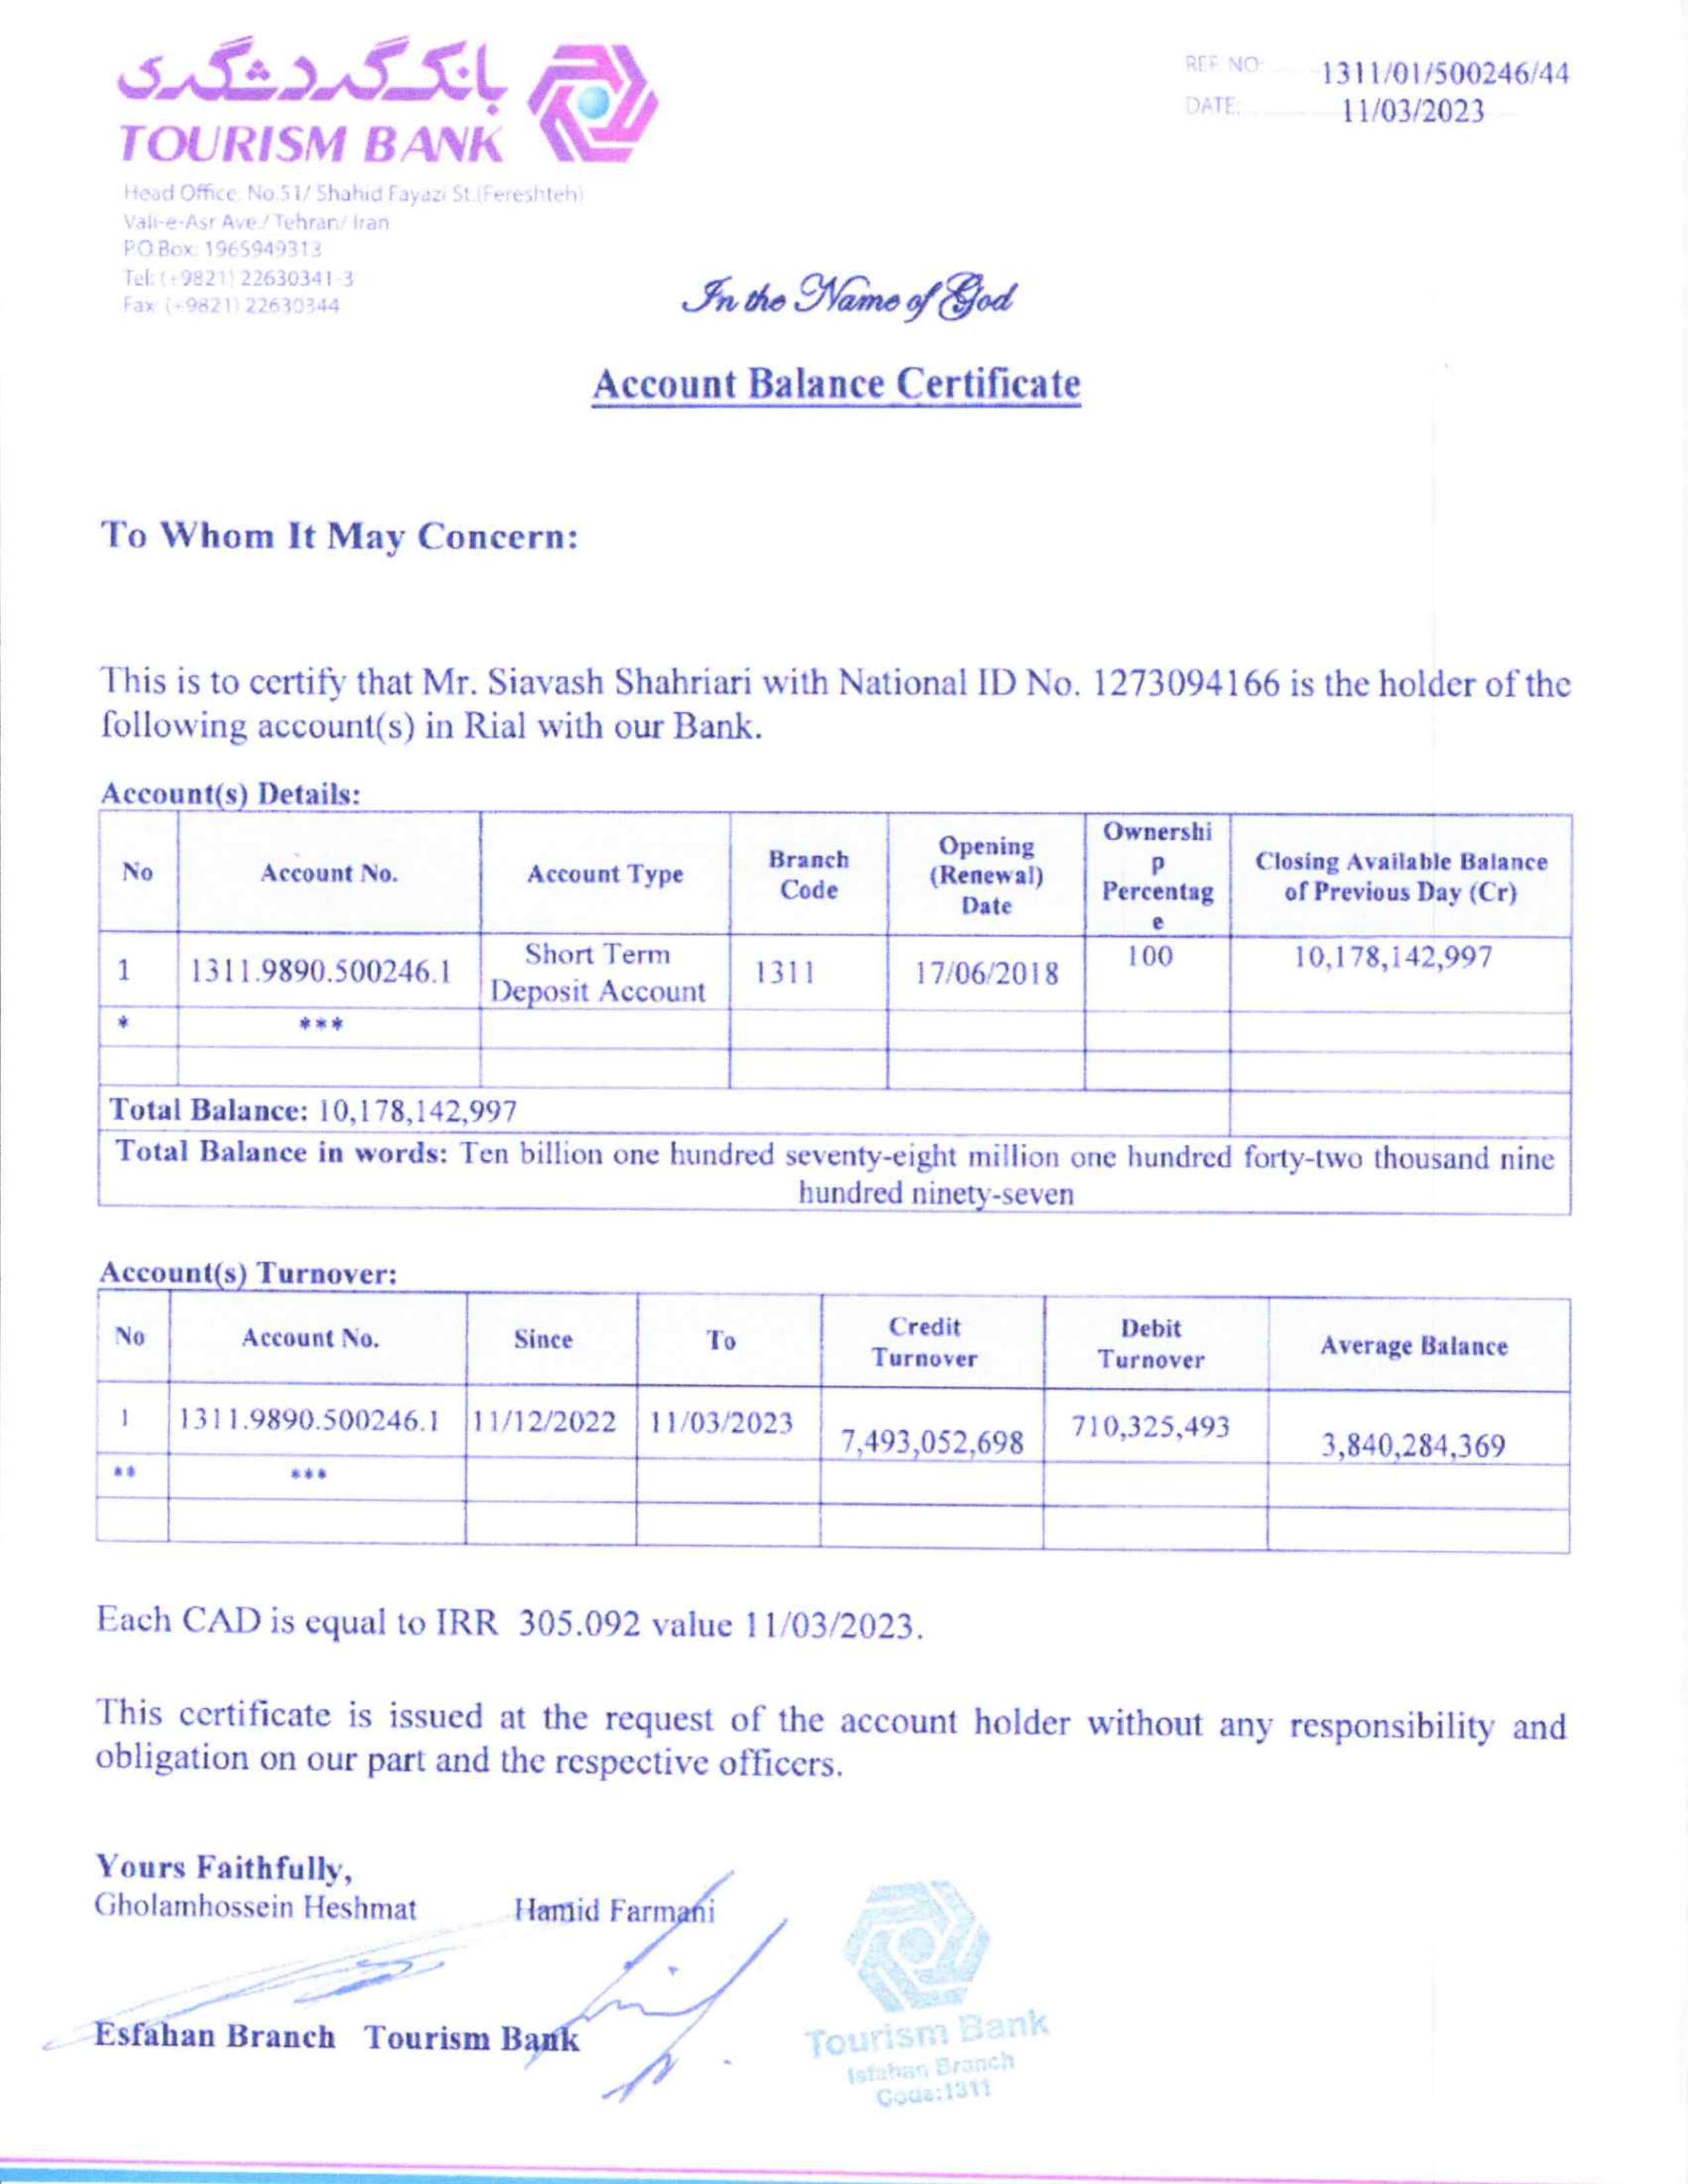 بانک گردشگری
TOURISM BANK
Head Office: No.51/ Shahid Fayazi St.(Fereshteh)
Vali-e-Asr Ave./ Tehran/ Iran
P.O.Box: 1965949313
Tel: (+9821) 22630341-3
Fax: (+9821) 22630344
REF NO: 1311/01/500246/44
DATE: 11/03/2023
In the Name of God
Account Balance Certificate
To Whom It May Concern:
This is to certify that Mr. Siavash Shahriari with National ID No. 1273094166 is the holder of the
following account(s) in Rial with our Bank.
Account(s) Details:
No Account No. Account Type Branch Code Opening (Renewal) Date Ownershi p Percentag e Closing Available Balance of Previous Day (Cr)
1 1311.9890.500246.1 Short Term Deposit Account 1311 17/06/2018 100 10,178,142,997
* ***
Total Balance: 10,178,142,997
Total Balance in words: Ten billion one hundred seventy-eight million one hundred forty-two thousand nine
hundred ninety-seven
Account(s) Turnover:
No Account No. Since To Credit Turnover Debit Turnover Average Balance
1 1311.9890.500246.1 11/12/2022 11/03/2023 7,493,052,698 710,325,493 3,840,284,369
** ***
Each CAD is equal to IRR 305.092 value 11/03/2023.
This certificate is issued at the request of the account holder without any responsibility and
obligation on our part and the respective officers.
Yours Faithfully,
Gholamhossein Heshmat Hamid Farmani
Esfahan Branch Tourism Bank
Tourism Bank
Isfahan Branch
Code:1311